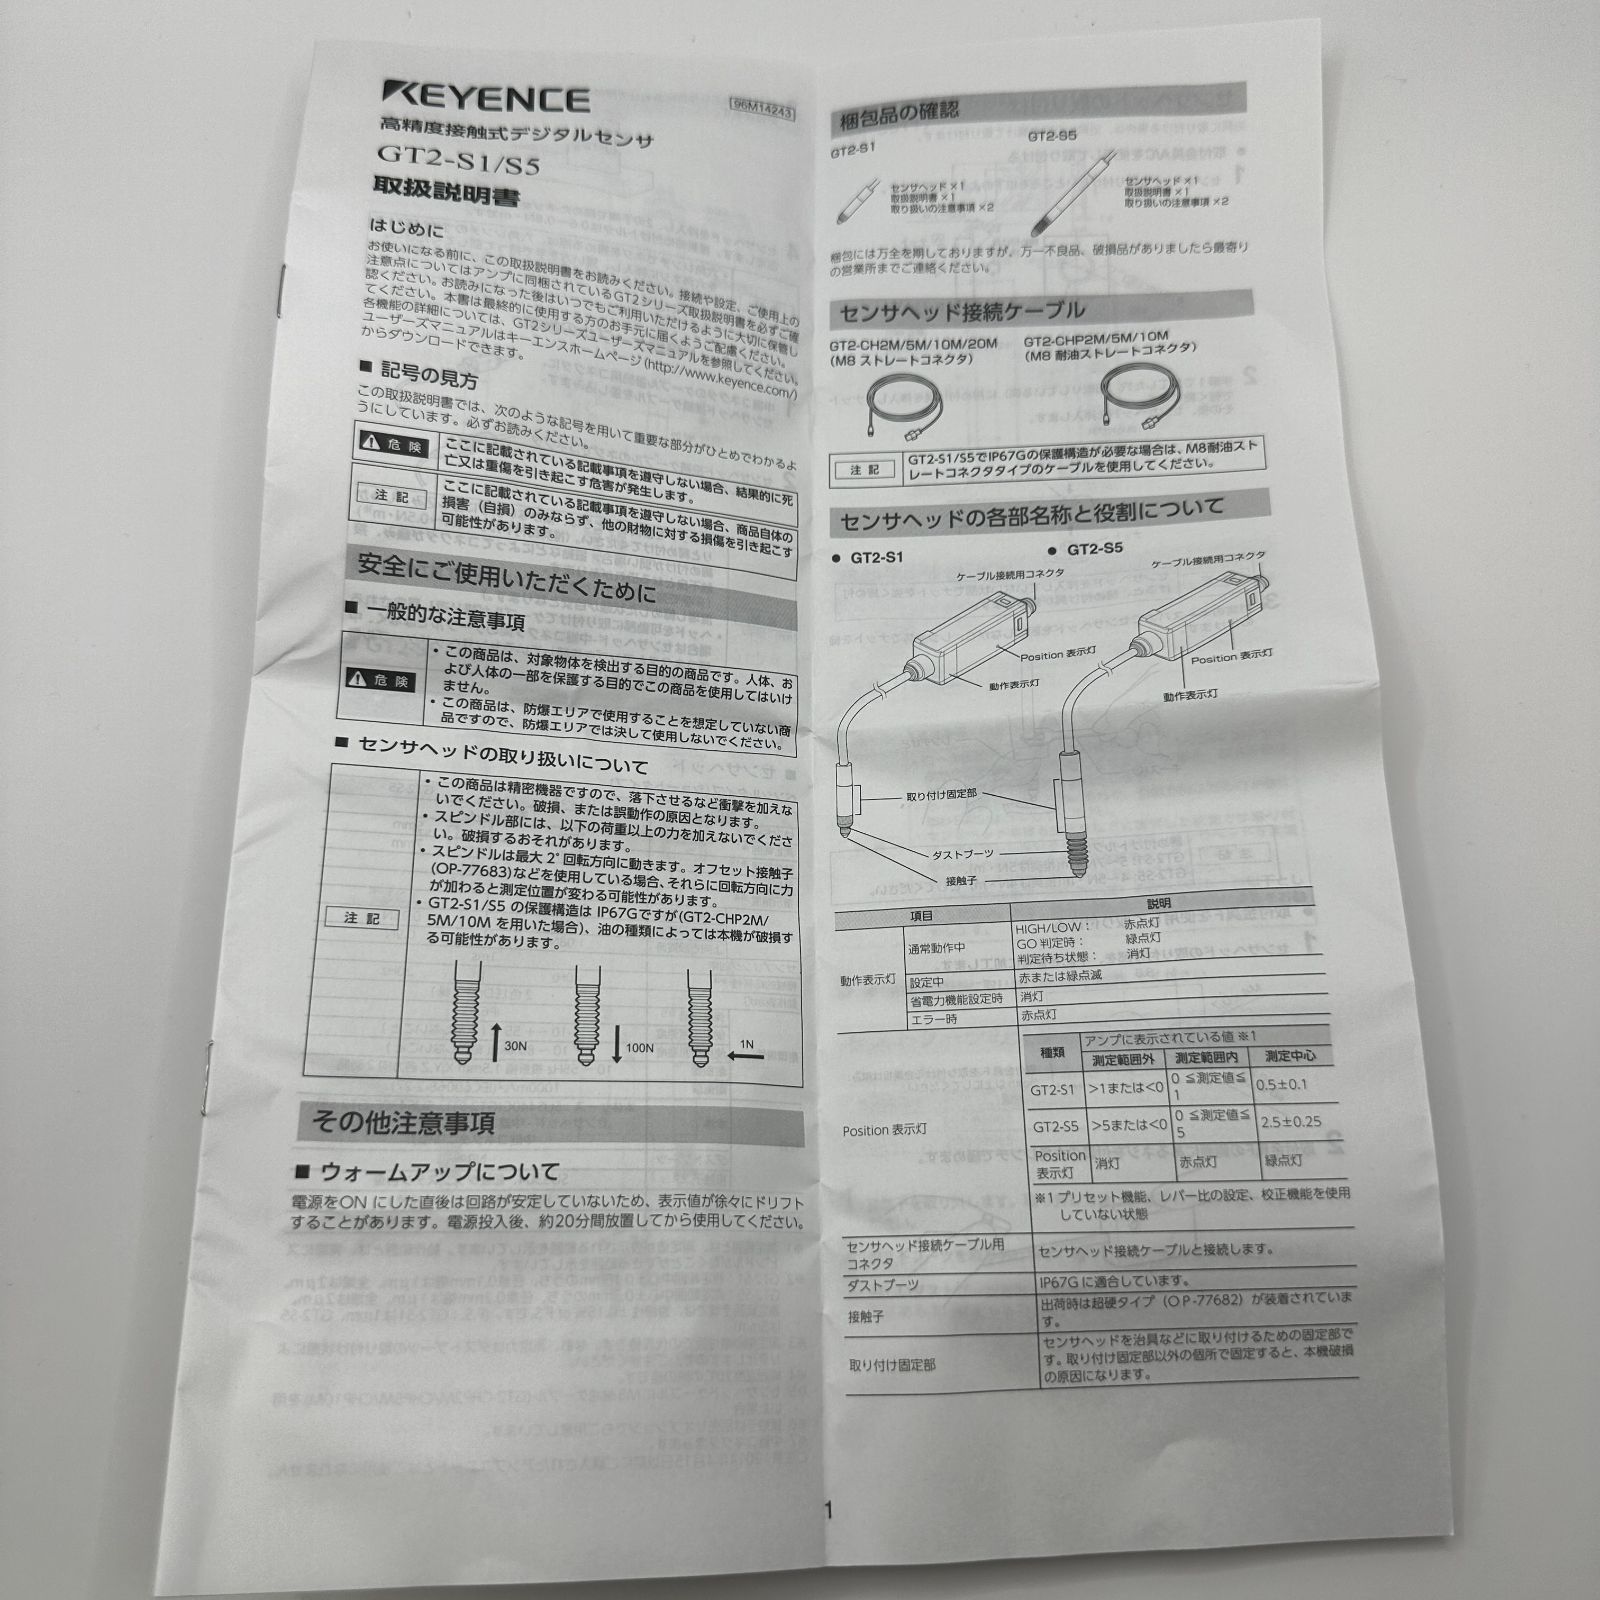 KEYENCE
96M14243
高精度接触式デジタルセンサ
GT2-S1/S5
取扱説明書
はじめに
お使いになる前に、この取扱説明書をお読みください。接続や設定、ご使用上の
注意点についてはアンプに同梱されているGT2シリーズ取扱説明書を必ずご確
認ください。お読みになった後はいつでもご利用いただけるように大切に保管し
てください。本書は最終的に使用する方のお手元に届くようご配慮ください。
各機能の詳細については、GT2シリーズユーザーズマニュアルを参照してください。
ユーザーズマニュアルはキーエンスホームページ(http://www.keyence.com/)
からダウンロードできます。
■ 記号の見方
この取扱説明書では、次のような記号を用いて重要な部分がひとめでわかるよ
うにしています。必ずお読みください。
危 険
ここに記載されている記載事項を遵守しない場合、結果的に死
亡又は重傷を引き起こす危害が発生します。
注 記
ここに記載されている記載事項を遵守しない場合、商品自体の
損害（自損）のみならず、他の財物に対する損傷を引き起こす
可能性があります。
安全にご使用いただくために
■ 一般的な注意事項
危 険
・この商品は、対象物体を検出する目的の商品です。人体、お
よび人体の一部を保護する目的でこの商品を使用してはいけ
ません。
・この商品は、防爆エリアで使用することを想定していない商
品ですので、防爆エリアでは決して使用しないでください。
■ センサヘッドの取り扱いについて
注 記
・この商品は精密機器ですので、落下させるなど衝撃を加えな
いでください。破損、または誤動作の原因となります。
・スピンドル部には、以下の荷重以上の力を加えないでくださ
い。破損するおそれがあります。
・スピンドルは最大 2°回転方向に動きます。オフセット接触子
(OP-77683)などを使用している場合、それらに回転方向に力
が加わると測定位置が変わる可能性があります。
・GT2-S1/S5 の保護構造は IP67Gですが(GT2-CHP2M/
5M/10M を用いた場合)、油の種類によっては本機が破損す
る可能性があります。
30N
100N
1N
その他注意事項
■ ウォームアップについて
電源をON にした直後は回路が安定していないため、表示値が徐々にドリフト
することがあります。電源投入後、約20分間放置してから使用してください。
梱包品の確認
GT2-S1
センサヘッド ×1
取扱説明書 ×1
取り扱いの注意事項 ×2
GT2-S5
センサヘッド ×1
取扱説明書 ×1
取り扱いの注意事項 ×2
梱包には万全を期しておりますが、万一不良品、破損品がありましたら最寄り
の営業所までご連絡ください。
センサヘッド接続ケーブル
GT2-CH2M/5M/10M/20M
(M8 ストレートコネクタ)
GT2-CHP2M/5M/10M
(M8 耐油ストレートコネクタ)
注 記
GT2-S1/S5でIP67Gの保護構造が必要な場合は、M8耐油スト
レートコネクタタイプのケーブルを使用してください。
センサヘッドの各部名称と役割について
● GT2-S1
● GT2-S5
ケーブル接続用コネクタ
ケーブル接続用コネクタ
Position 表示灯
Position 表示灯
動作表示灯
動作表示灯
取り付け固定部
ダストブーツ
接触子
項目 説明
動作表示灯
通常動作中
HIGH/LOW： 赤点灯
GO 判定時： 緑点灯
判定待ち状態： 消灯
設定中 赤または緑点滅
省電力機能設定時 消灯
エラー時 赤点灯
Position 表示灯
種類 アンプに表示されている値 ※1
測定範囲外 測定範囲内 測定中心
GT2-S1 >1または<0 0 ≦測定値≦ 1 0.5±0.1
GT2-S5 >5または<0 0 ≦測定値≦ 5 2.5±0.25
Position 表示灯 消灯 赤点灯 緑点灯
※1 プリセット機能、レバー比の設定、校正機能を使用
していない状態
センサヘッド接続ケーブル用
コネクタ
センサヘッド接続ケーブルと接続します。
ダストブーツ IP67G に適合しています。
接触子
出荷時は超硬タイプ（OP-77682）が装着されていま
す。
取り付け固定部
センサヘッドを治具などに取り付けるための固定部で
す。取り付け固定部以外の個所で固定すると、本機破損
の原因になります。
1